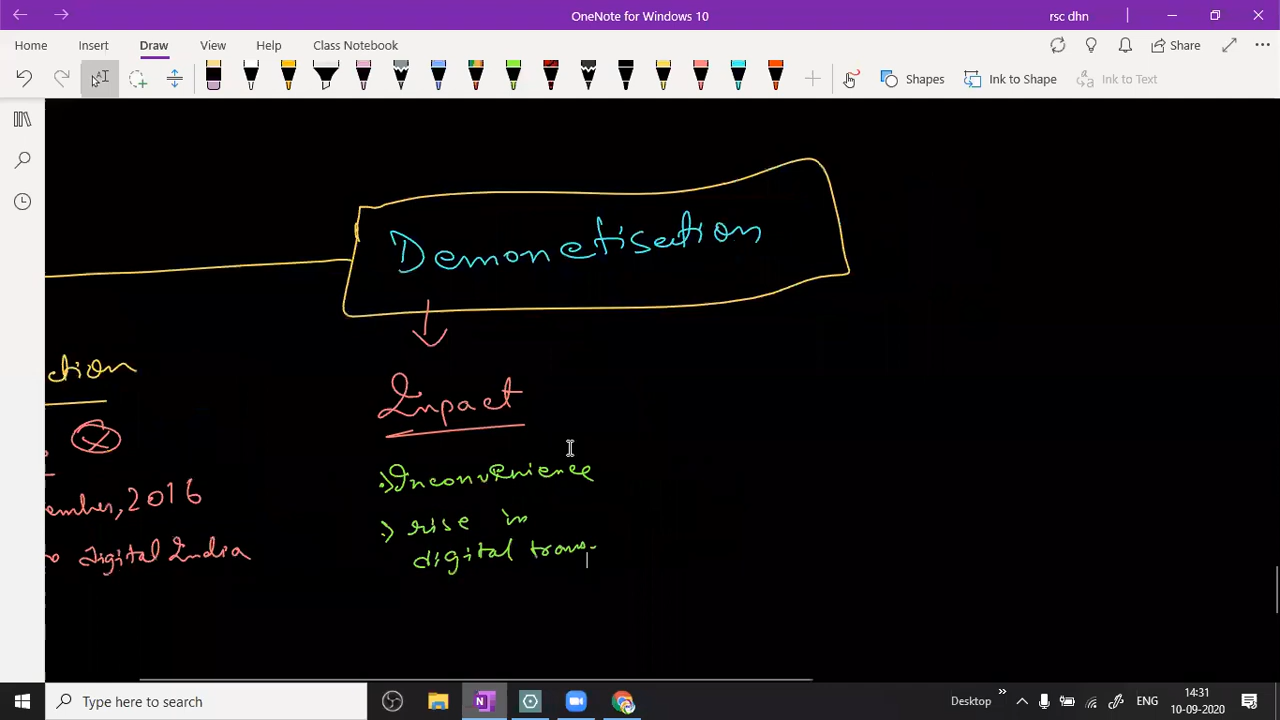 OneNote for Windows 10
rsc dhn
Home Insert Draw View Help Class Notebook
Share
Shapes Ink to Shape Ink to Text
Demonetisation
Impact
Inconvenience
rise in
digital trans.
ction
ember, 2016
Digital India
Type here to search
Desktop
ENG
14:31
10-09-2020